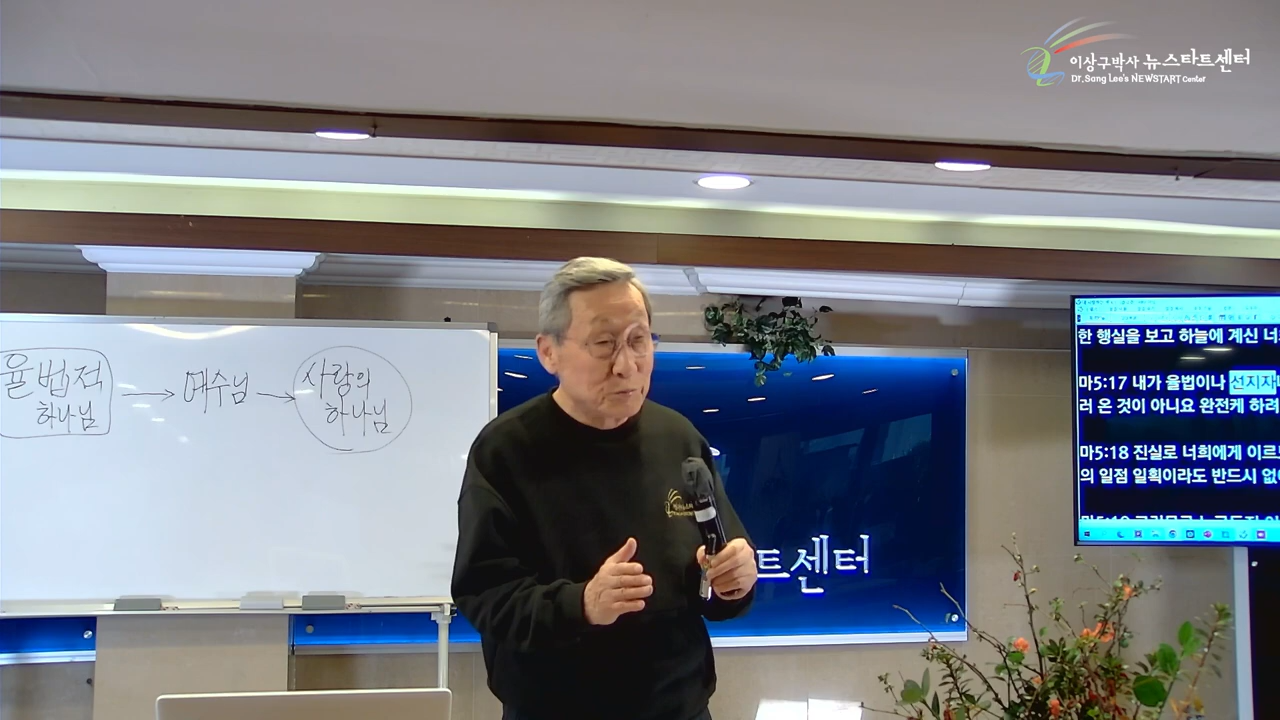 이상구박사 뉴스타트센터
Dr. Sang Lee's NEWSTART Center
율법적
하나님
→ 예수님 →
사랑의
하나님
트센터
한 행실을 보고 하늘에 계신 너
마5:17 내가 율법이나 선지자
러 온 것이 아니요 완전케 하려
마5:18 진실로 너희에게 이르
의 일점 일획이라도 반드시 없